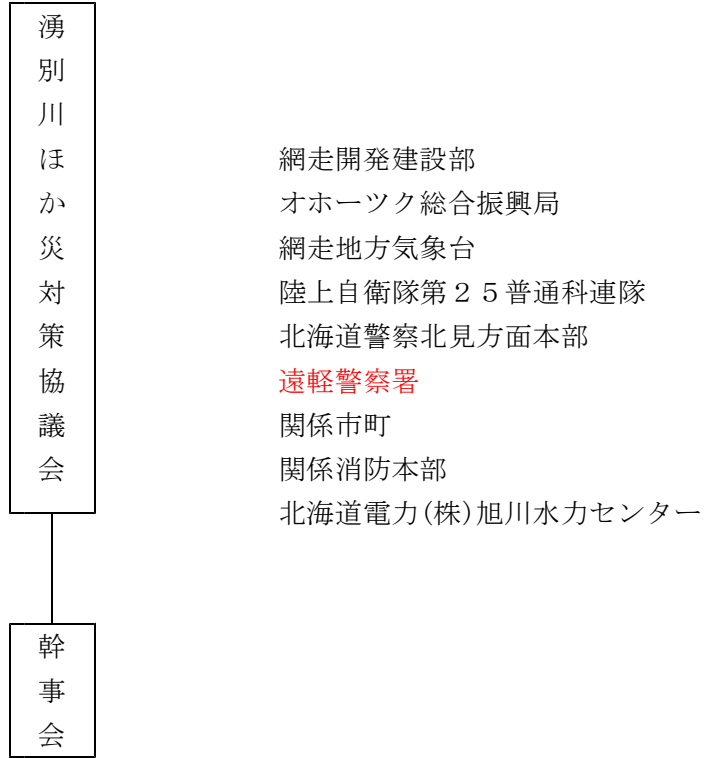 湧別川ほか災対策協議会
網走開発建設部
オホーツク総合振興局
網走地方気象台
陸上自衛隊第２５普通科連隊
北海道警察北見方面本部
遠軽警察署
関係市町
関係消防本部
北海道電力(株)旭川水力センター
幹事会